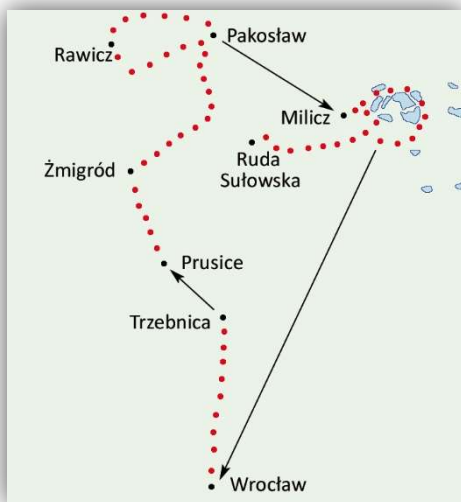 Pakosław
Rawicz
Milicz
Ruda
Sułowska
Żmigród
Prusice
Trzebnica
Wrocław